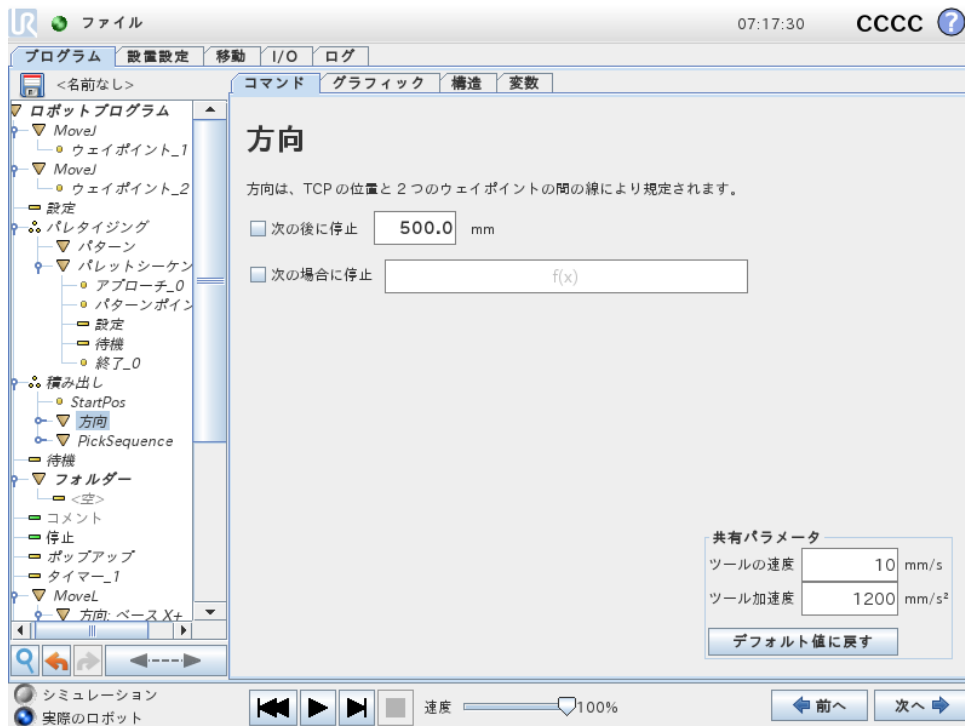 UR ファイル 07:17:30 CCCC ?
プログラム 設置設定 移動 I/O ログ
<名前なし>
コマンド グラフィック 構造 変数
ロボットプログラム
MoveJ
ウェイポイント_1
MoveJ
ウェイポイント_2
設定
パレタイジング
パターン
パレットシーケン
アプローチ_0
パターンポイン
設定
待機
終了_0
積み出し
StartPos
方向
PickSequence
待機
フォルダー
<空>
コメント
停止
ポップアップ
タイマー_1
MoveL
方向: ベース X+
方向
方向は、TCPの位置と2つのウェイポイントの間の線により規定されます。
次の後に停止 500.0 mm
次の場合に停止 f(x)
共有パラメータ
ツールの速度 10 mm/s
ツール加速度 1200 mm/s²
デフォルト値に戻す
シミュレーション
実際のロボット
速度 100%
前へ 次へ